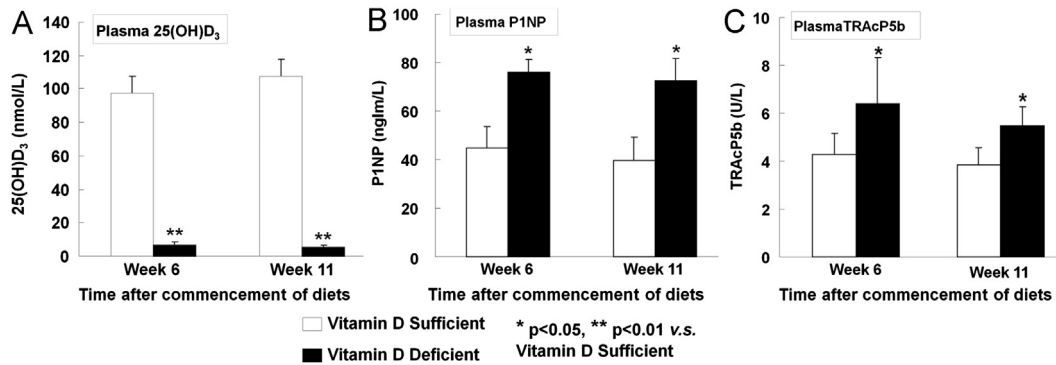 A
Plasma 25(OH)D₃
25(OH)D₃ (nmol/L)
140
120
100
80
60
40
20
0
**
**
Week 6
Week 11
Time after commencement of diets
B
Plasma P1NP
P1NP (nglm/L)
100
80
60
40
20
0
*
*
Week 6
Week 11
Time after commencement of diets
C
PlasmaTRAcP5b
TRAcP5b (U/L)
10
8
6
4
2
0
*
*
Week 6
Week 11
Time after commencement of diets
Vitamin D Sufficient
Vitamin D Deficient
* p<0.05, ** p<0.01 v.s.
Vitamin D Sufficient